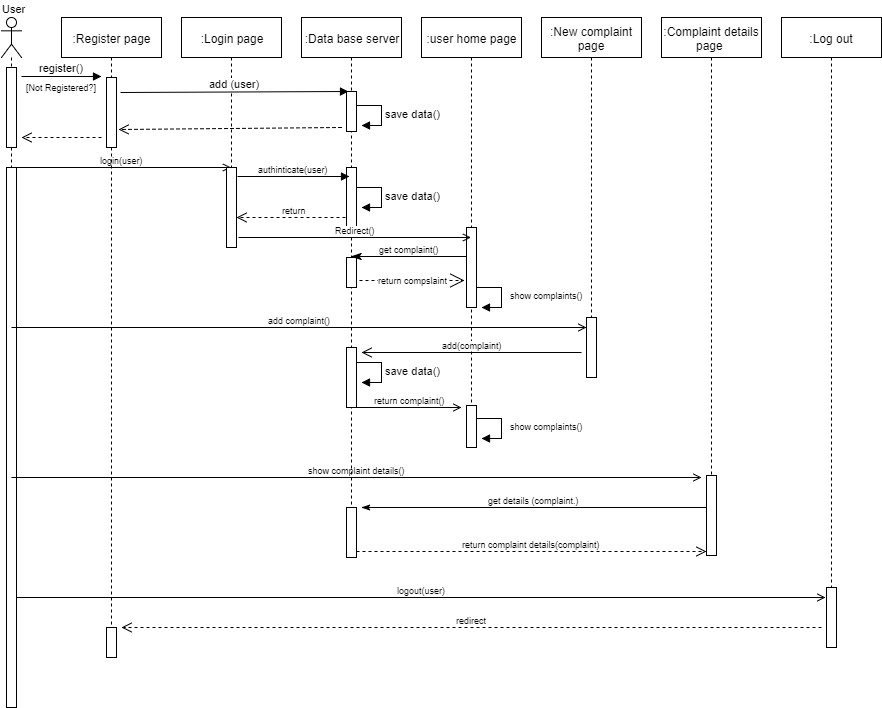 User
:Register page
:Login page
:Data base server
:user home page
:New complaint
page
:Complaint details
page
:Log out
register()
[Not Registered?]
add (user)
save data()
login(user)
authinticate(user)
save data()
return
Redirect()
get complaint()
return compslaint
show complaints()
add complaint()
add(complaint)
save data()
return complaint()
show complaints()
show complaint details()
get details (complaint.)
return complaint details(complaint)
logout(user)
redirect